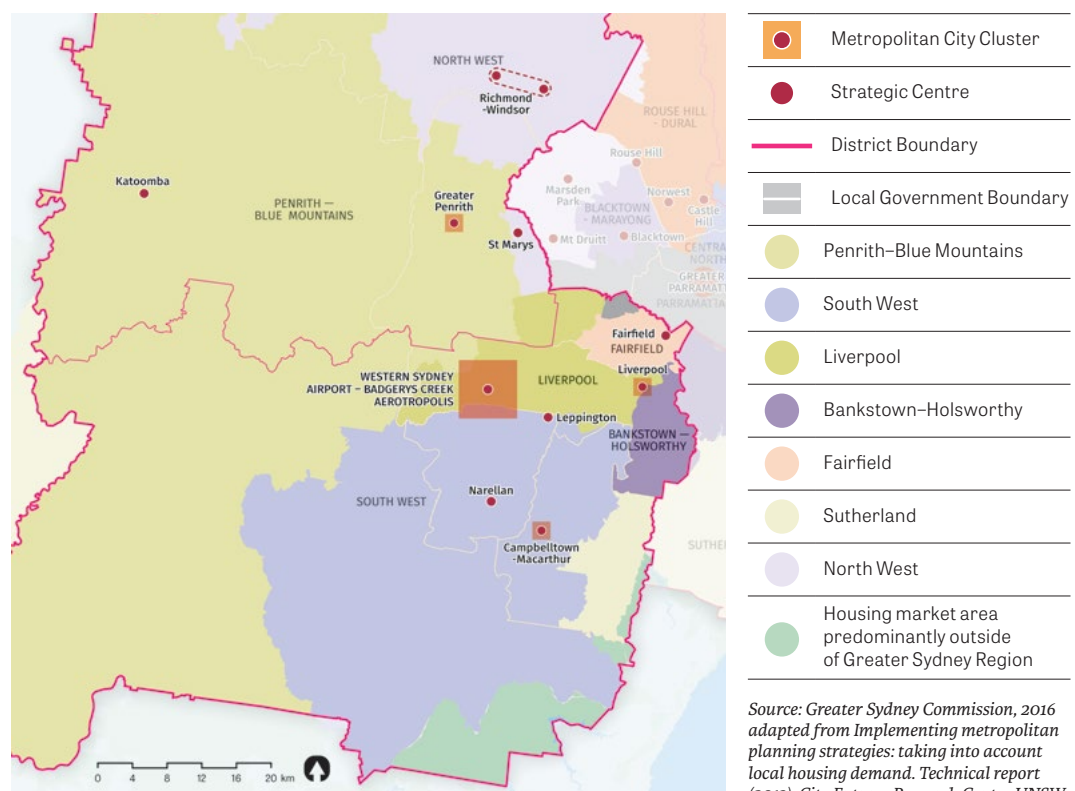 NORTH WEST
Richmond
-Windsor
ROUSE HILL
- DURAL
Rouse Hill
Katoomba
Marsden
Park
Norwest
Castle
Hill
PENRITH —
BLUE MOUNTAINS
Greater
Penrith
BLACKTOWN
- MARAYONG
St Marys
Mt Druitt
Blacktown
CENTRA
NORTH
GREATER
PARRAMATT
PARRAMATTA
Fairfield
FAIRFIELD
WESTERN SYDNEY
AIRPORT – BADGERYS CREEK
AEROTROPOLIS
LIVERPOOL
Liverpool
Leppington
BANKSTOWN —
HOLSWORTHY
SOUTH WEST
Narellan
Campbelltown
-Macarthur
SUTHE
0 4 8 12 16 20 km
Metropolitan City Cluster
Strategic Centre
District Boundary
Local Government Boundary
Penrith–Blue Mountains
South West
Liverpool
Bankstown–Holsworthy
Fairfield
Sutherland
North West
Housing market area
predominantly outside
of Greater Sydney Region
Source: Greater Sydney Commission, 2016
adapted from Implementing metropolitan
planning strategies: taking into account
local housing demand. Technical report